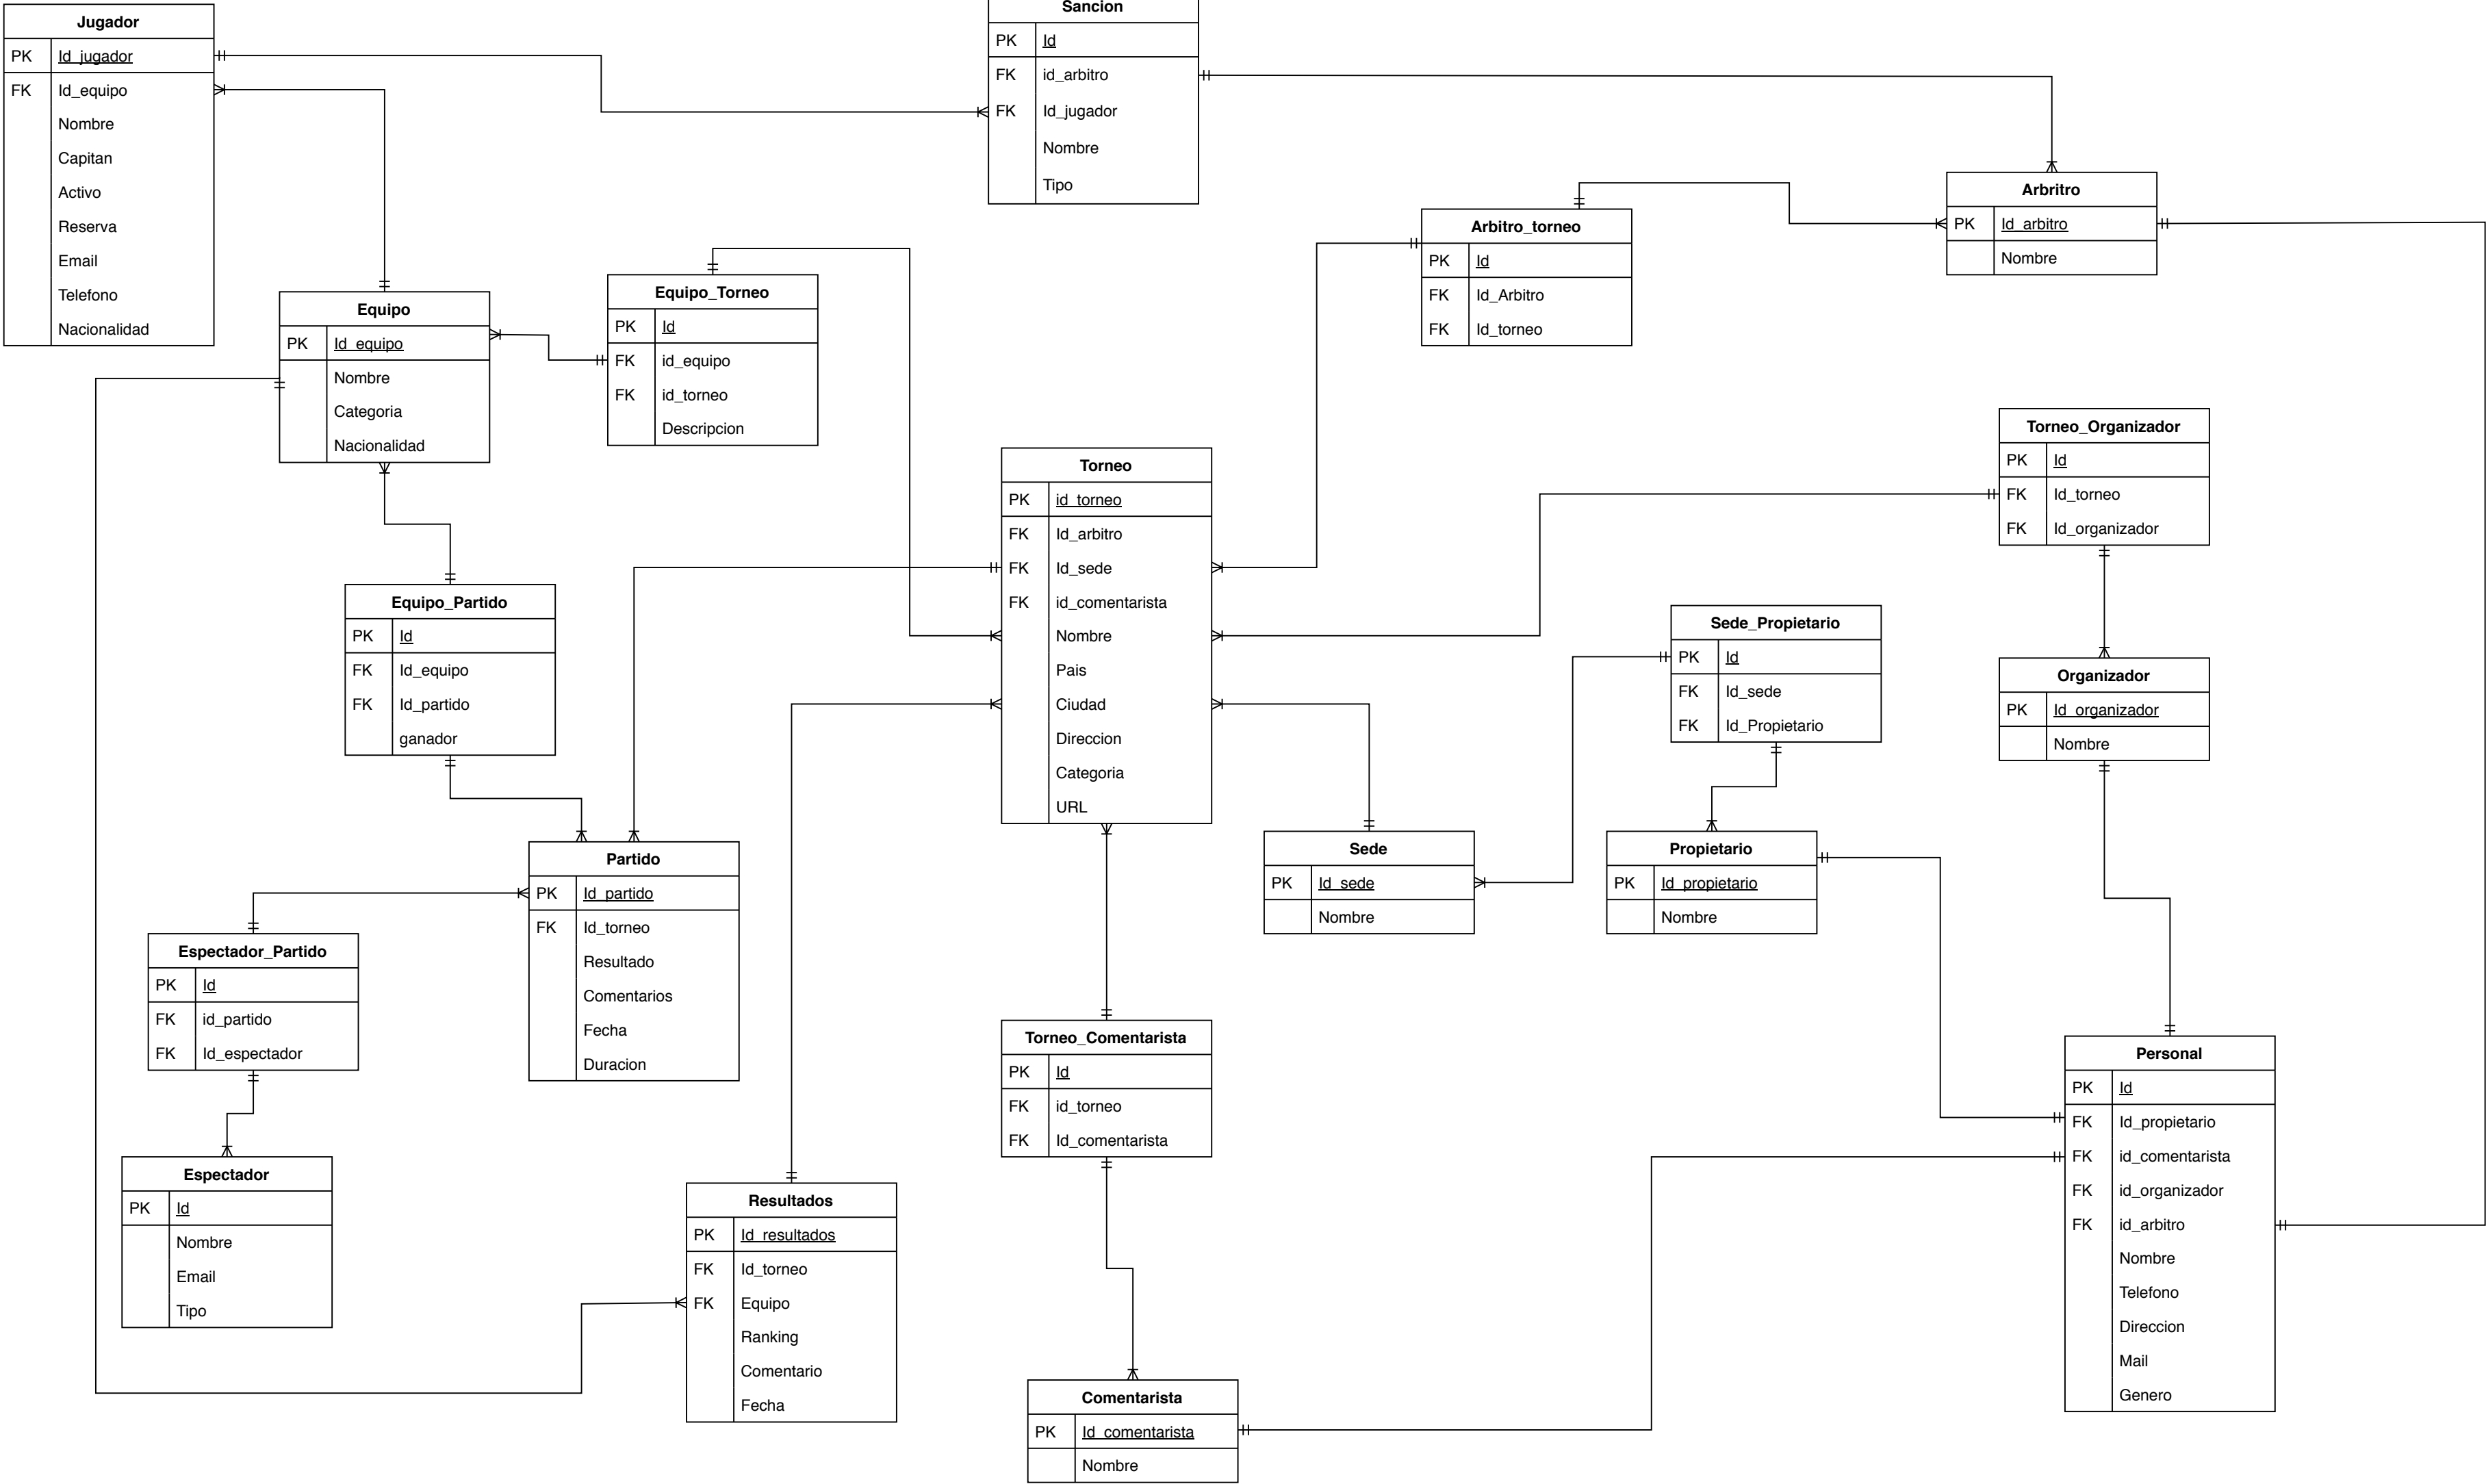 Jugador
PK Id_jugador
FK Id_equipo
Nombre
Capitan
Activo
Reserva
Email
Telefono
Nacionalidad
Sancion
PK Id
FK id_arbitro
FK Id_jugador
Nombre
Tipo
Arbritro
PK Id_arbitro
Nombre
Arbitro_torneo
PK Id
FK Id_Arbitro
FK Id_torneo
Equipo
PK Id_equipo
Nombre
Categoria
Nacionalidad
Equipo_Torneo
PK Id
FK id_equipo
FK id_torneo
Descripcion
Torneo
PK id_torneo
FK Id_arbitro
FK Id_sede
FK id_comentarista
Nombre
Pais
Ciudad
Direccion
Categoria
URL
Torneo_Organizador
PK Id
FK Id_torneo
FK Id_organizador
Equipo_Partido
PK Id
FK Id_equipo
FK Id_partido
ganador
Sede_Propietario
PK Id
FK Id_sede
FK Id_Propietario
Organizador
PK Id_organizador
Nombre
Partido
PK Id_partido
FK Id_torneo
Resultado
Comentarios
Fecha
Duracion
Sede
PK Id_sede
Nombre
Propietario
PK Id_propietario
Nombre
Espectador_Partido
PK Id
FK id_partido
FK Id_espectador
Torneo_Comentarista
PK Id
FK id_torneo
FK Id_comentarista
Personal
PK Id
FK Id_propietario
FK id_comentarista
FK id_organizador
FK id_arbitro
Nombre
Telefono
Direccion
Mail
Genero
Espectador
PK Id
Nombre
Email
Tipo
Resultados
PK Id_resultados
FK Id_torneo
FK Equipo
Ranking
Comentario
Fecha
Comentarista
PK Id_comentarista
Nombre